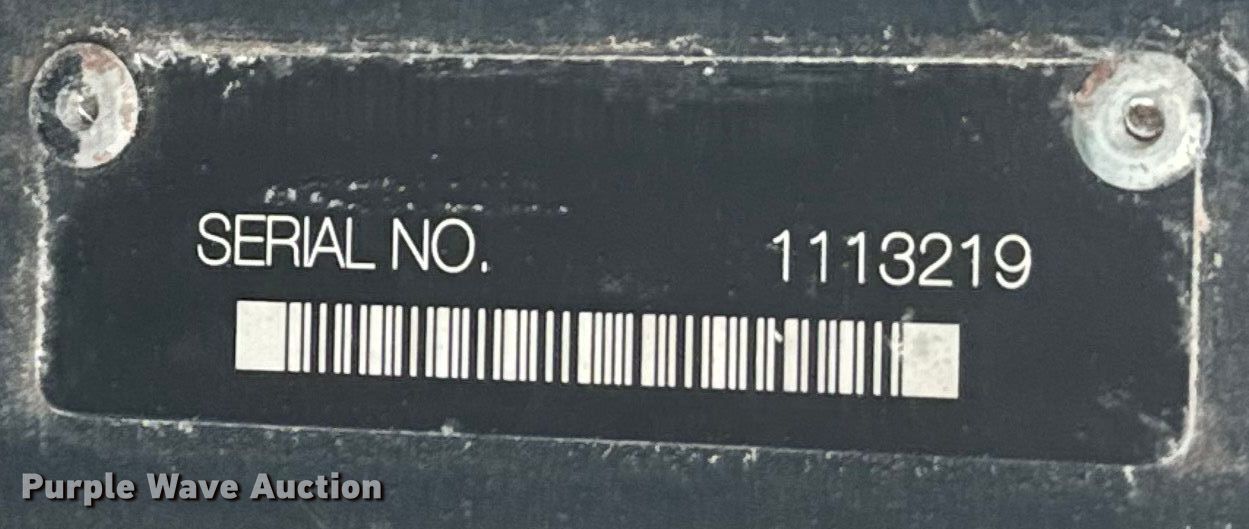 SERIAL NO. 1113219
Purple Wave Auction